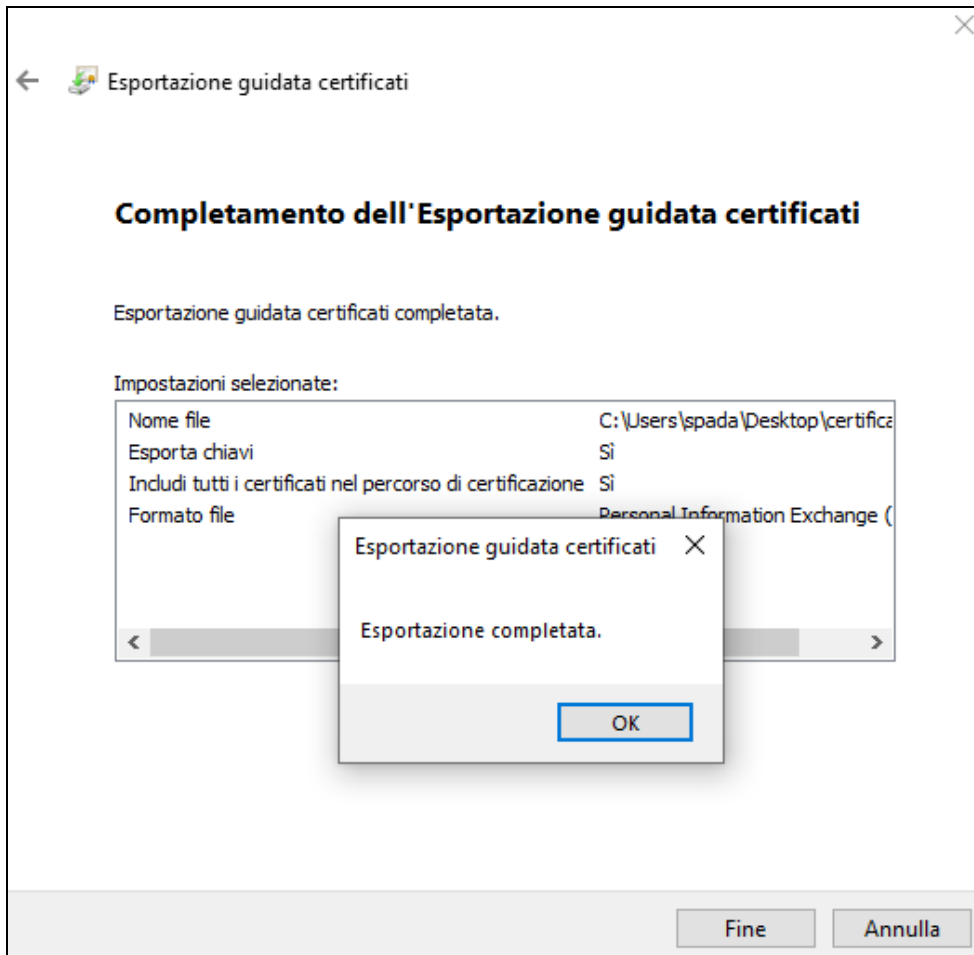 Esportazione guidata certificati
Completamento dell'Esportazione guidata certificati
Esportazione guidata certificati completata.
Impostazioni selezionate:
Nome file C:\Users\spada\Desktop\certifica
Esporta chiavi Sì
Includi tutti i certificati nel percorso di certificazione Sì
Formato file Personal Information Exchange (
Esportazione guidata certificati
Esportazione completata.
OK
Fine Annulla